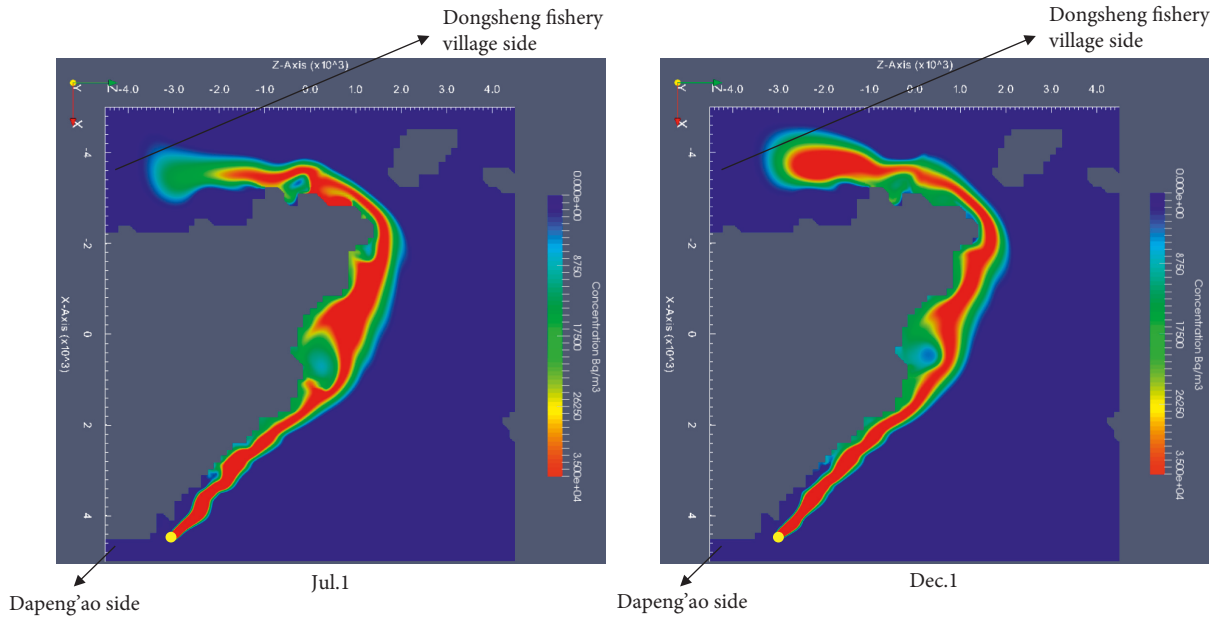 Dongsheng fishery
village side
Dongsheng fishery
village side
Z-Axis (x10^3)
Y Z -4.0 -3.0 -2.0 -1.0 0.0 1.0 2.0 3.0 4.0
X
-4
-2
0
2
4
X-Axis (x10^3)
0.000e+00
8750
17500
26250
3.500e+04
Concentration Bq/m3
Z-Axis (x10^3)
Y Z -4.0 -3.0 -2.0 -1.0 0.0 1.0 2.0 3.0 4.0
X
-4
-2
0
2
4
X-Axis (x10^3)
0.000e+00
8750
17500
26250
3.500e+04
Concentration Bq/m3
Jul.1
Dec.1
Dapeng’ao side
Dapeng’ao side